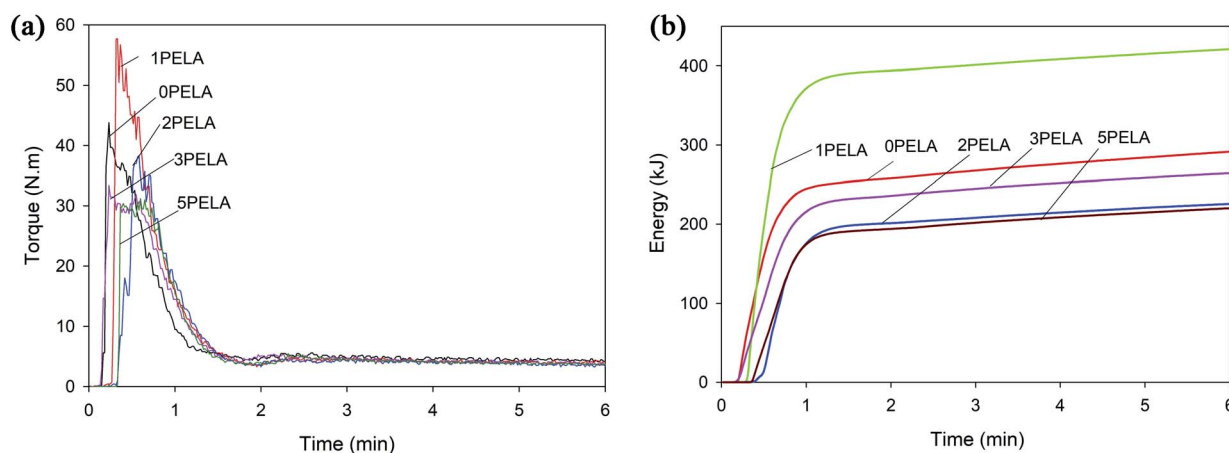 (a)
60
50
40
30
20
10
0
Torque (N.m)
1PELA
0PELA
2PELA
3PELA
5PELA
0 1 2 3 4 5 6
Time (min)
(b)
400
300
200
100
0
Energy (kJ)
1PELA
0PELA
2PELA
3PELA
5PELA
0 1 2 3 4 5 6
Time (min)